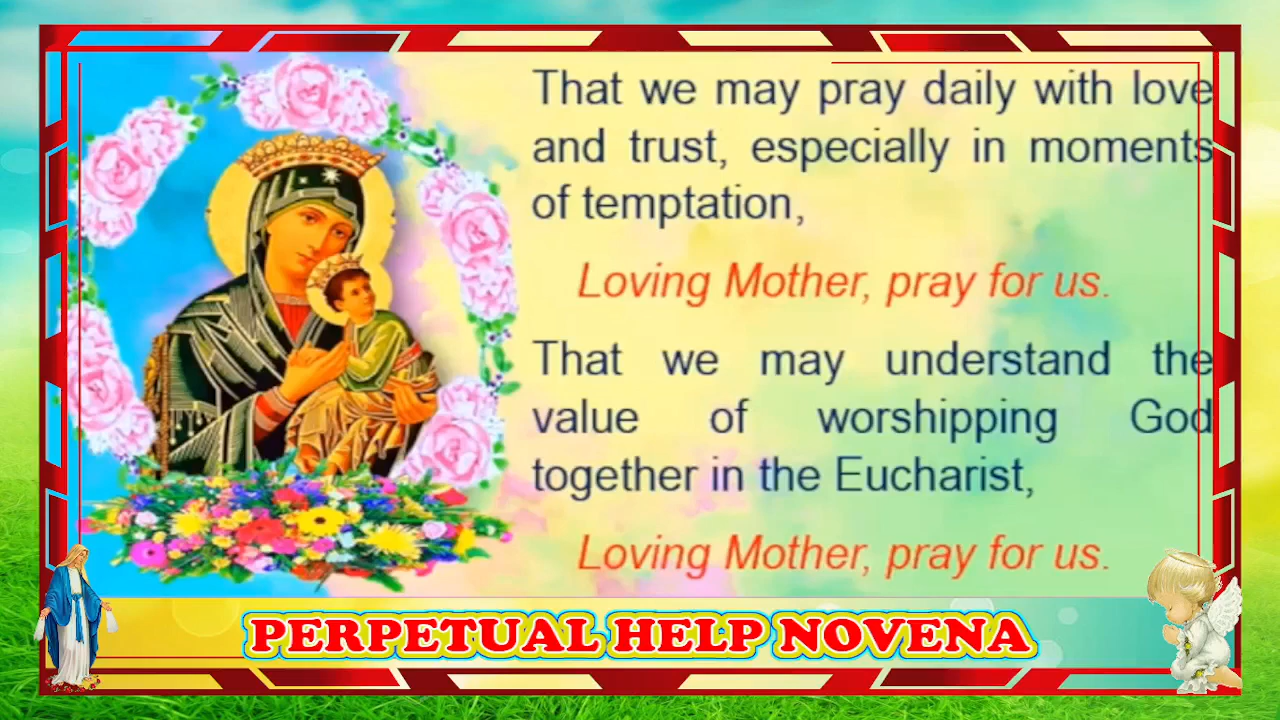 That we may pray daily with love
and trust, especially in moments
of temptation,
Loving Mother, pray for us.
That we may understand the
value of worshipping God
together in the Eucharist,
Loving Mother, pray for us.
PERPETUAL HELP NOVENA